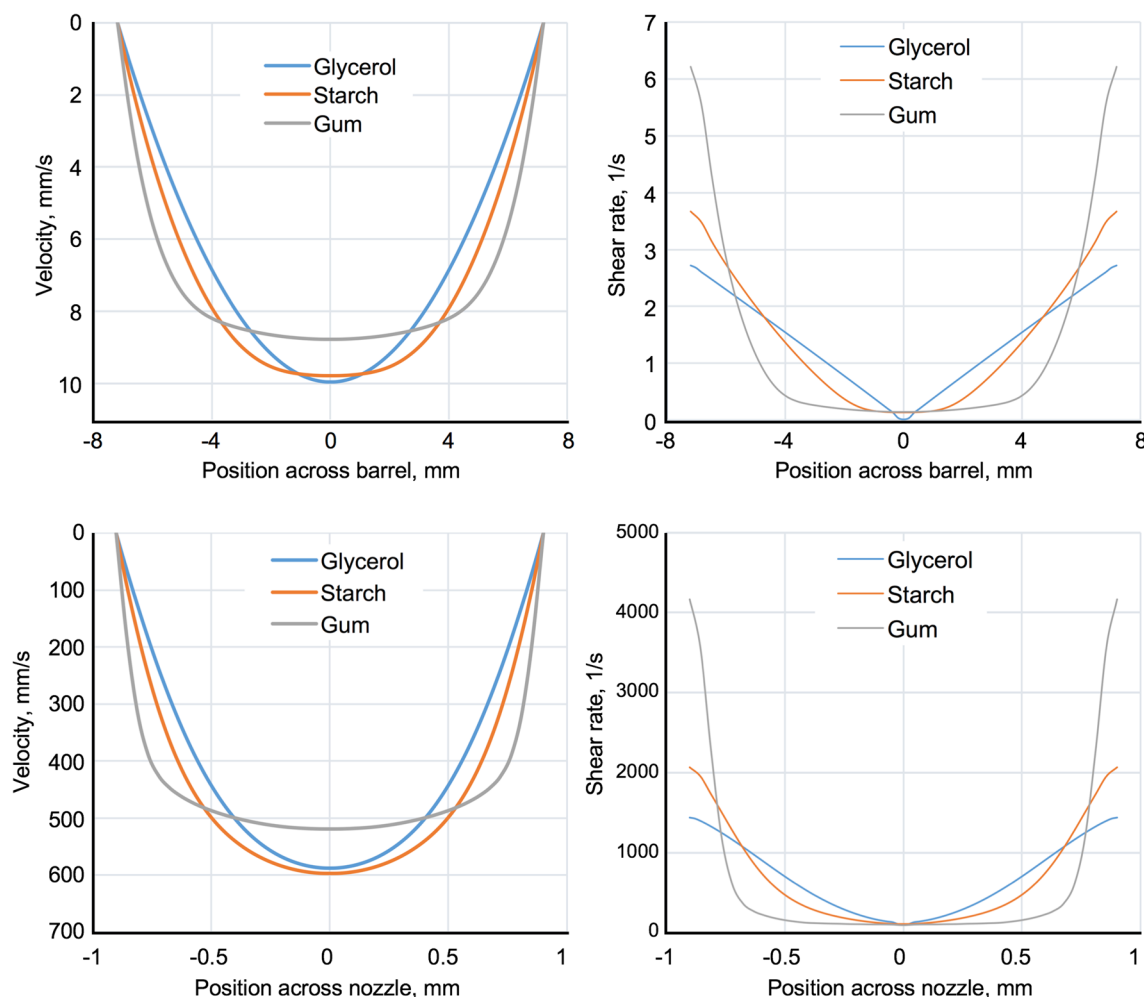 0
2
4
6
8
10
Velocity, mm/s
Glycerol
Starch
Gum
-8
-4
0
4
8
Position across barrel, mm
7
6
5
4
3
2
1
0
Shear rate, 1/s
Glycerol
Starch
Gum
-8
-4
0
4
8
Position across barrel, mm
0
100
200
300
400
500
600
700
Velocity, mm/s
Glycerol
Starch
Gum
-1
-0.5
0
0.5
1
Position across nozzle, mm
5000
4000
3000
2000
1000
0
Shear rate, 1/s
Glycerol
Starch
Gum
-1
-0.5
0
0.5
1
Position across nozzle, mm